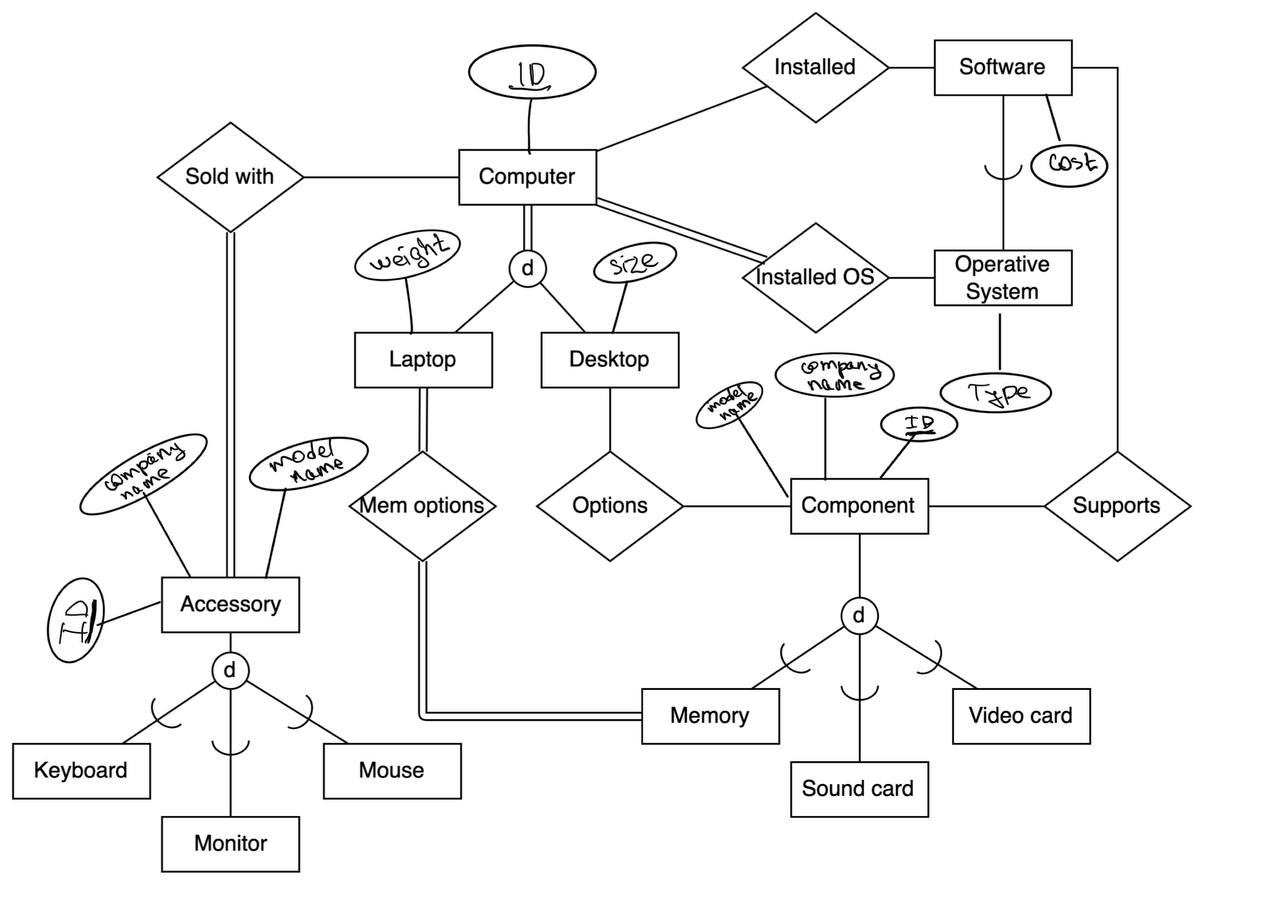 Installed
Software
ID
cost
Sold with
Computer
weight
d
size
Installed OS
Operative
System
Laptop
Desktop
model
name
company
name
Type
ID
company
name
model
name
Mem options
Options
Component
Supports
ID
Accessory
d
d
Memory
Video card
Keyboard
Mouse
Sound card
Monitor